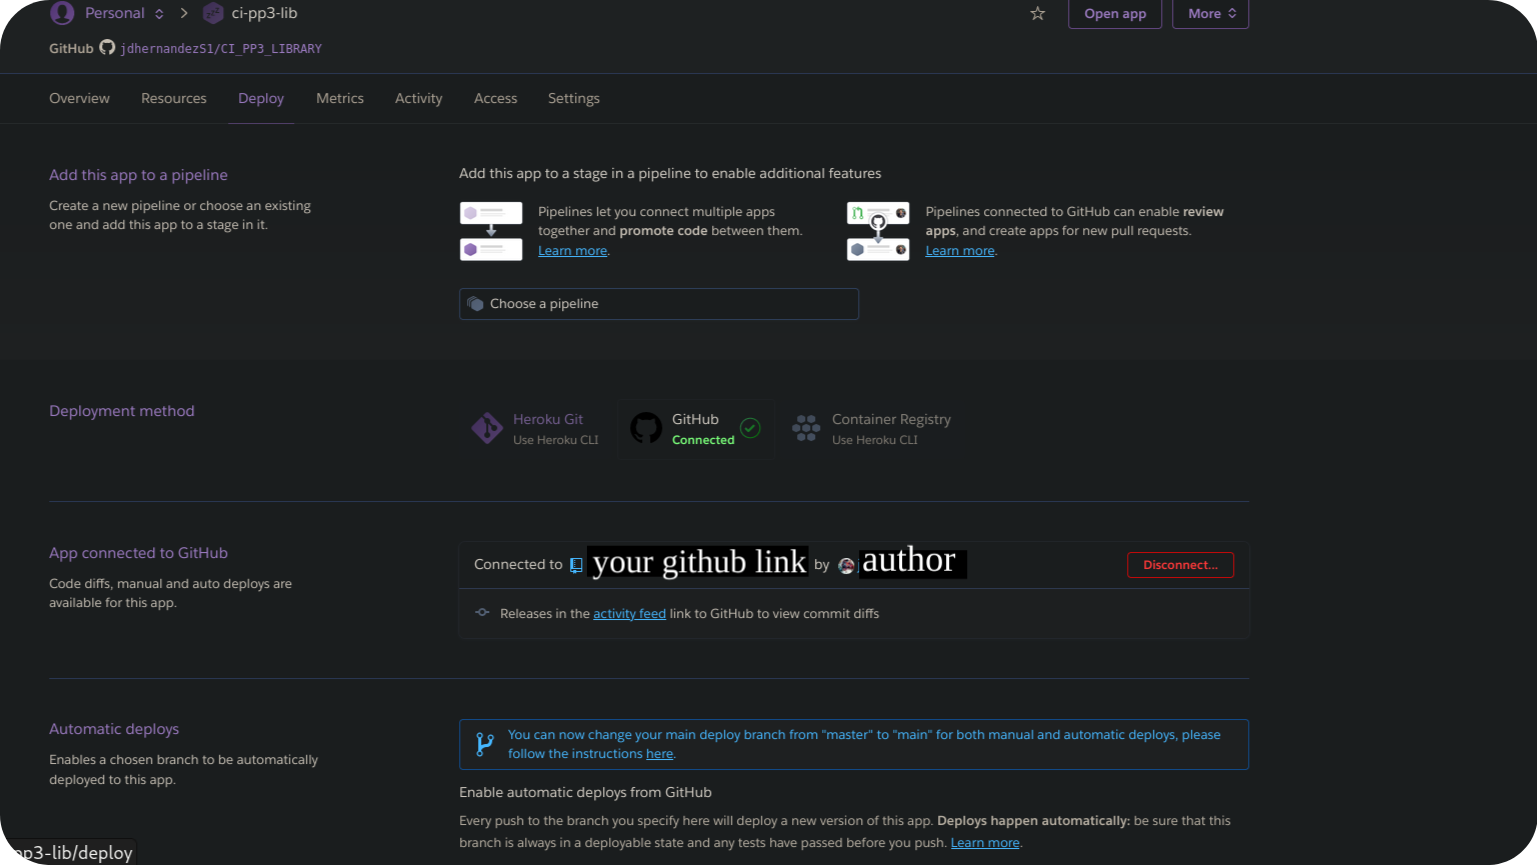 Personal > ci-pp3-lib
Open app
More
GitHub jdhernandezS1/CI_PP3_LIBRARY
Overview Resources Deploy Metrics Activity Access Settings
Add this app to a pipeline
Create a new pipeline or choose an existing
one and add this app to a stage in it.
Add this app to a stage in a pipeline to enable additional features
Pipelines let you connect multiple apps
together and promote code between them.
Learn more.
Pipelines connected to GitHub can enable review
apps, and create apps for new pull requests.
Learn more.
Choose a pipeline
Deployment method
Heroku Git
Use Heroku CLI
GitHub
Connected
Container Registry
Use Heroku CLI
App connected to GitHub
Code diffs, manual and auto deploys are
available for this app.
Connected to your github link by author
Disconnect...
Releases in the activity feed link to GitHub to view commit diffs
Automatic deploys
Enables a chosen branch to be automatically
deployed to this app.
You can now change your main deploy branch from "master" to "main" for both manual and automatic deploys, please
follow the instructions here.
Enable automatic deploys from GitHub
Every push to the branch you specify here will deploy a new version of this app. Deploys happen automatically: be sure that this
branch is always in a deployable state and any tests have passed before you push. Learn more.
pp3-lib/deploy